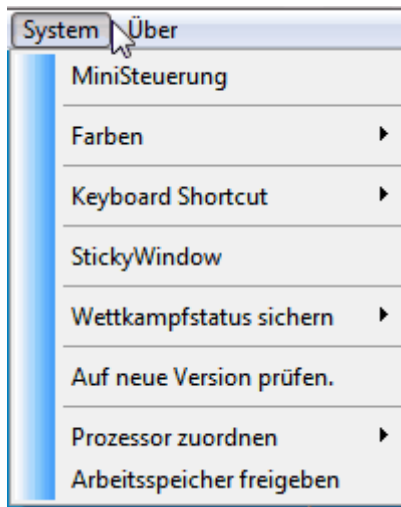 System Über
MiniSteuerung
Farben
Keyboard Shortcut
StickyWindow
Wettkampfstatus sichern
Auf neue Version prüfen.
Prozessor zuordnen
Arbeitsspeicher freigeben